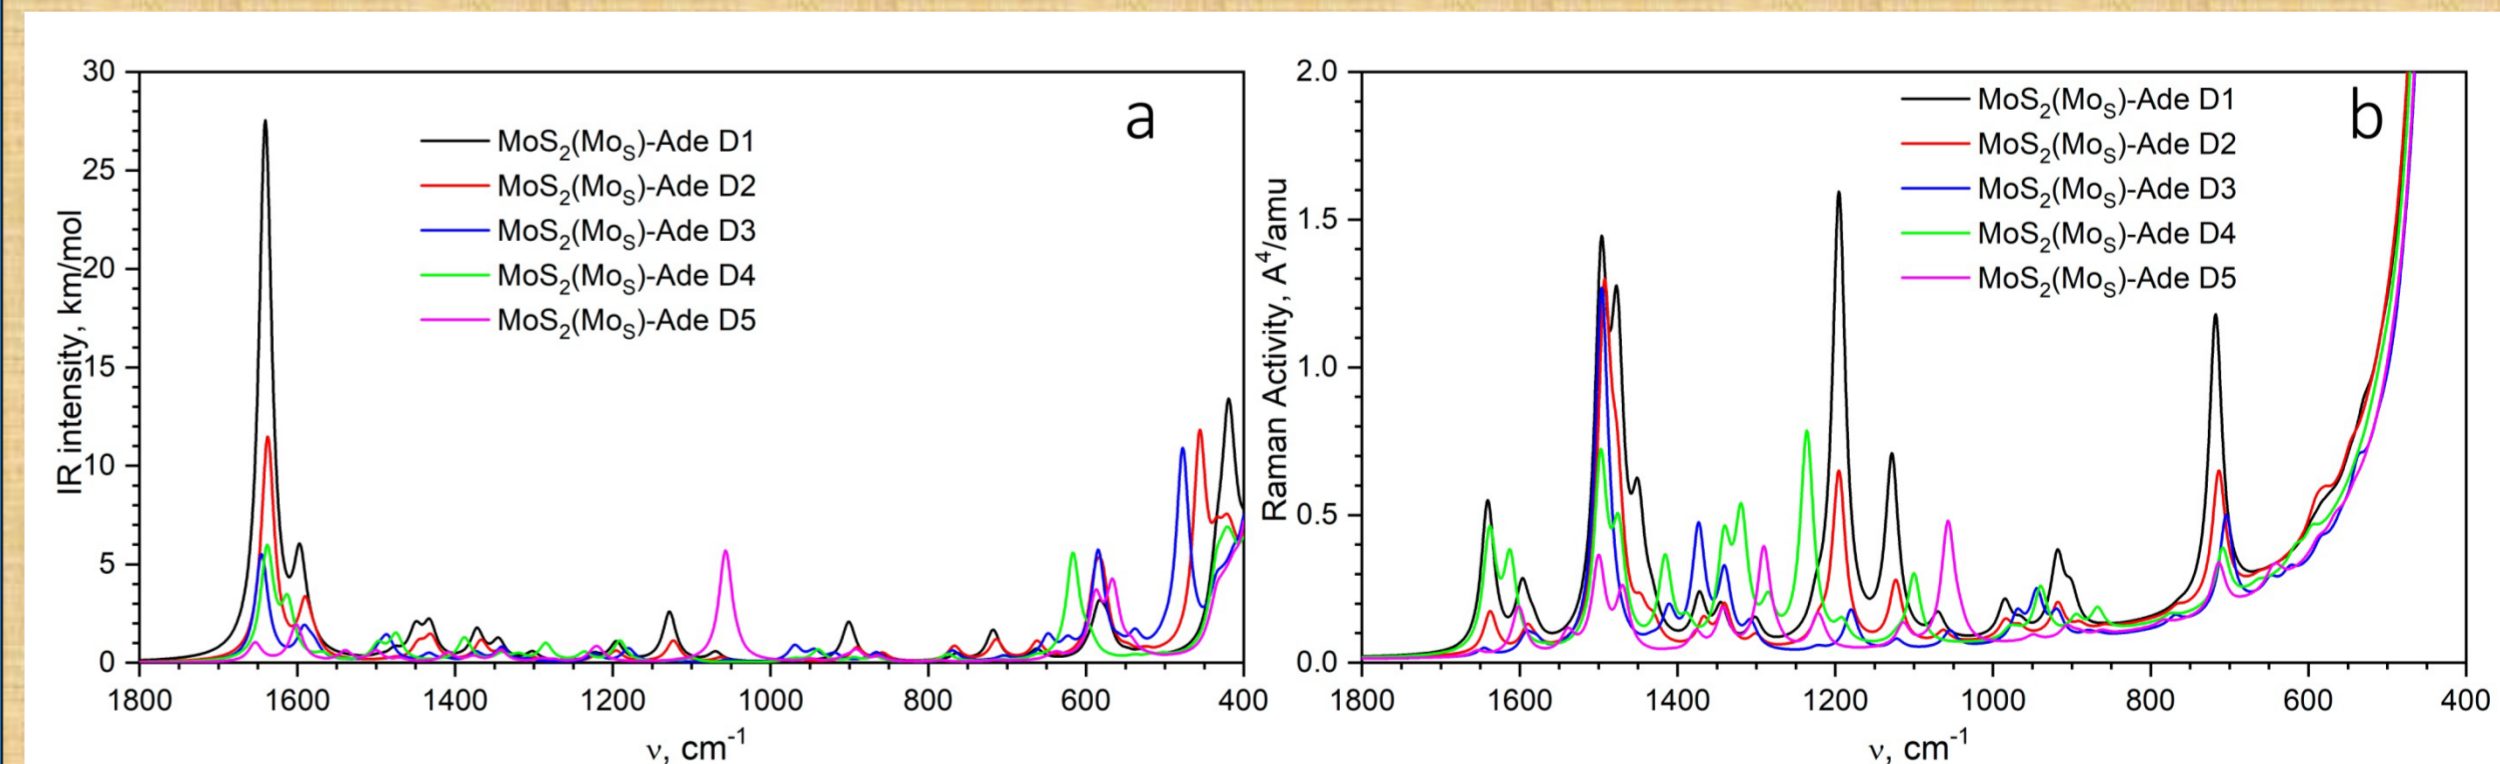 a
IR intensity, km/mol
30
25
20
15
10
5
0
MoS2(MoS)-Ade D1
MoS2(MoS)-Ade D2
MoS2(MoS)-Ade D3
MoS2(MoS)-Ade D4
MoS2(MoS)-Ade D5
1800 1600 1400 1200 1000 800 600 400
ν, cm-1
b
Raman Activity, A4/amu
2.0
1.5
1.0
0.5
0.0
MoS2(MoS)-Ade D1
MoS2(MoS)-Ade D2
MoS2(MoS)-Ade D3
MoS2(MoS)-Ade D4
MoS2(MoS)-Ade D5
1800 1600 1400 1200 1000 800 600 400
ν, cm-1